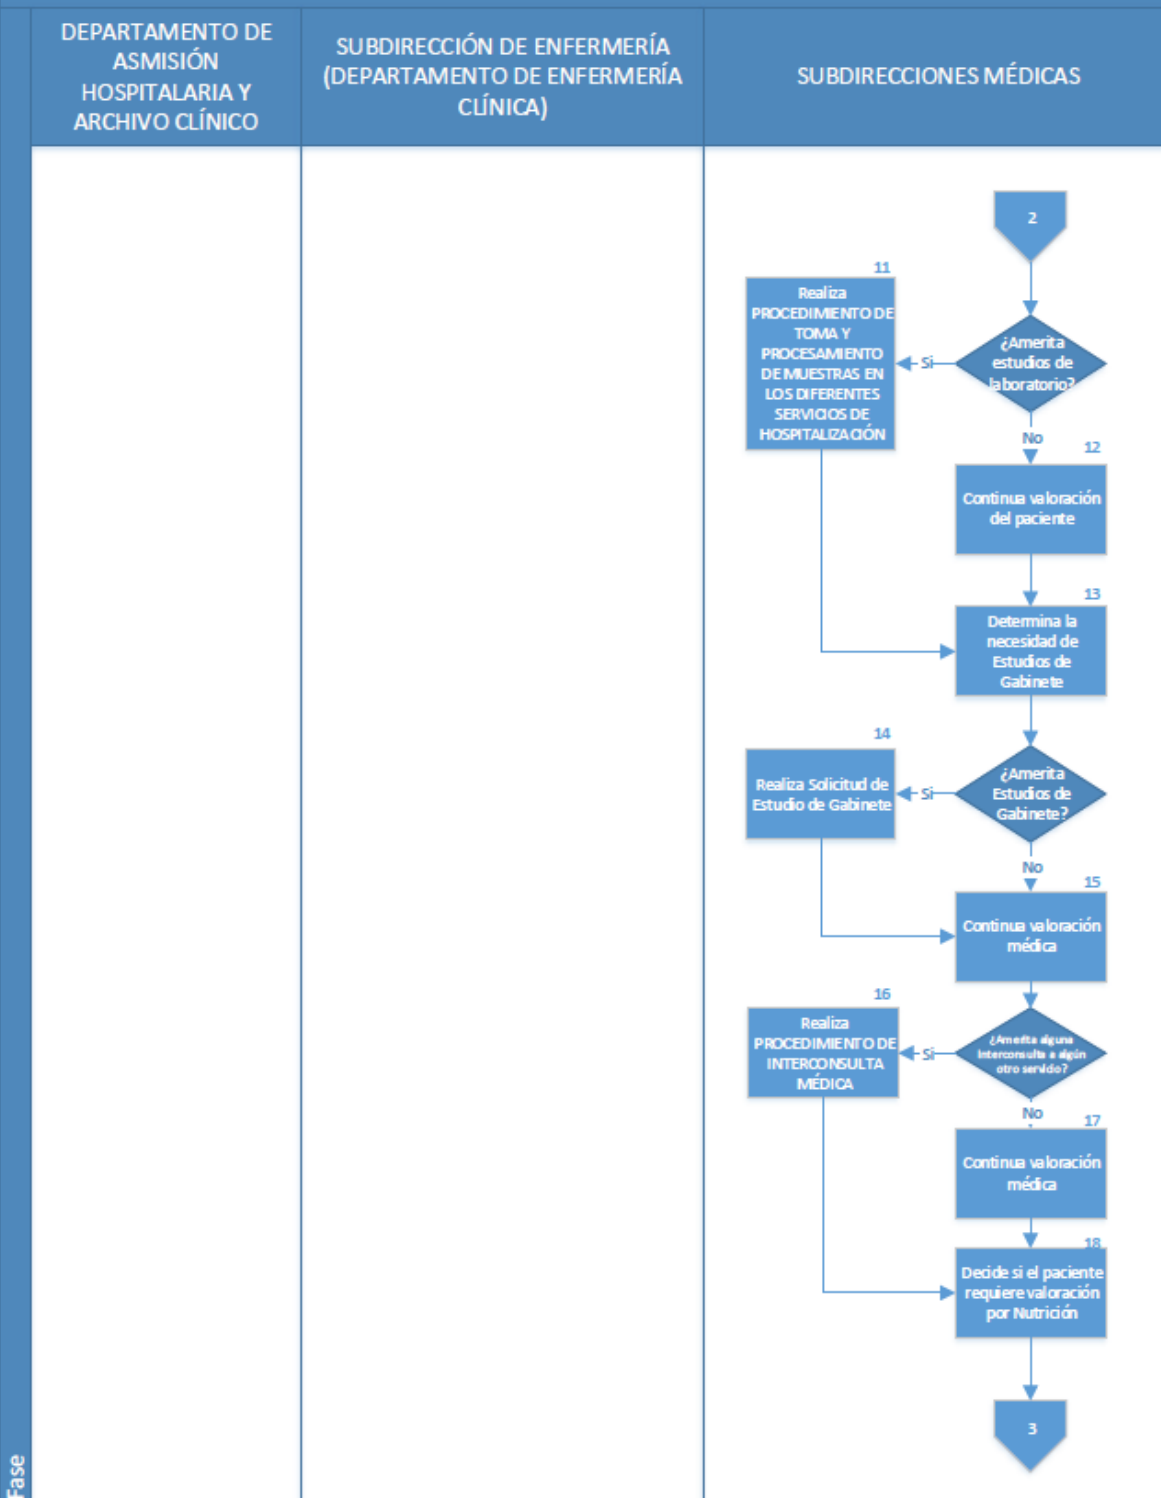 DEPARTAMENTO DE
ASMISIÓN
HOSPITALARIA Y
ARCHIVO CLÍNICO
SUBDIRECCIÓN DE ENFERMERÍA
(DEPARTAMENTO DE ENFERMERÍA
CLÍNICA)
SUBDIRECCIONES MÉDICAS
2
11
Realiza
PROCEDIMIENTO DE
TOMA Y
PROCESAMIENTO
DE MUESTRAS EN
LOS DIFERENTES
SERVICIOS DE
HOSPITALIZACIÓN
Si
¿Amerita
estudios de
laboratorio?
No
12
Continua valoración
del paciente
13
Determina la
necesidad de
Estudios de
Gabinete
14
Realiza Solicitud de
Estudio de Gabinete
Si
¿Amerita
Estudios de
Gabinete?
No
15
Continua valoración
médica
16
Realiza
PROCEDIMIENTO DE
INTERCONSULTA
MÉDICA
Si
¿Amerita alguna
Interconsulta a algún
otro servicio?
No
17
Continua valoración
médica
18
Decide si el paciente
requiere valoración
por Nutrición
3
Fase